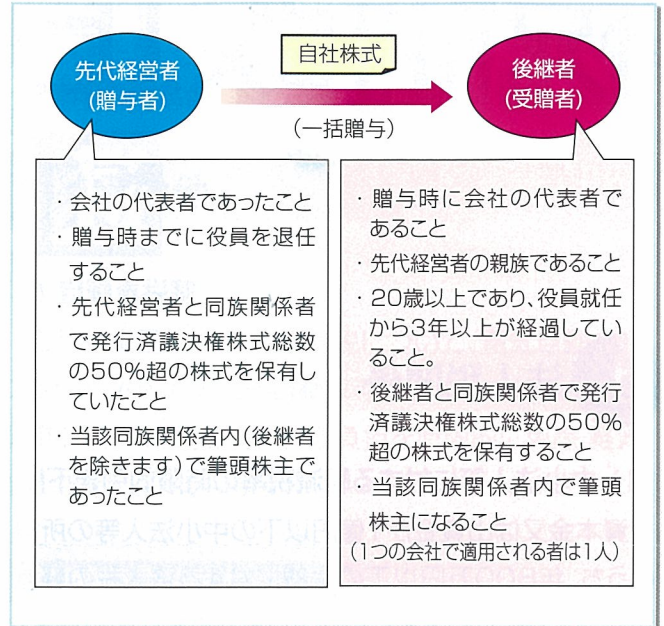 先代経営者
(贈与者)
自社株式
(一括贈与)
後継者
(受贈者)
・会社の代表者であったこと
・贈与時までに役員を退任
すること
・先代経営者と同族関係者
で発行済議決権株式総数
の50%超の株式を保有し
ていたこと
・当該同族関係者内(後継者
を除きます)で筆頭株主で
あったこと
・贈与時に会社の代表者で
あること
・先代経営者の親族であること
・20歳以上であり、役員就任
から3年以上が経過してい
ること。
・後継者と同族関係者で発行
済議決権株式総数の50%
超の株式を保有すること
・当該同族関係者内で筆頭
株主になること
(1つの会社で適用される者は1人)